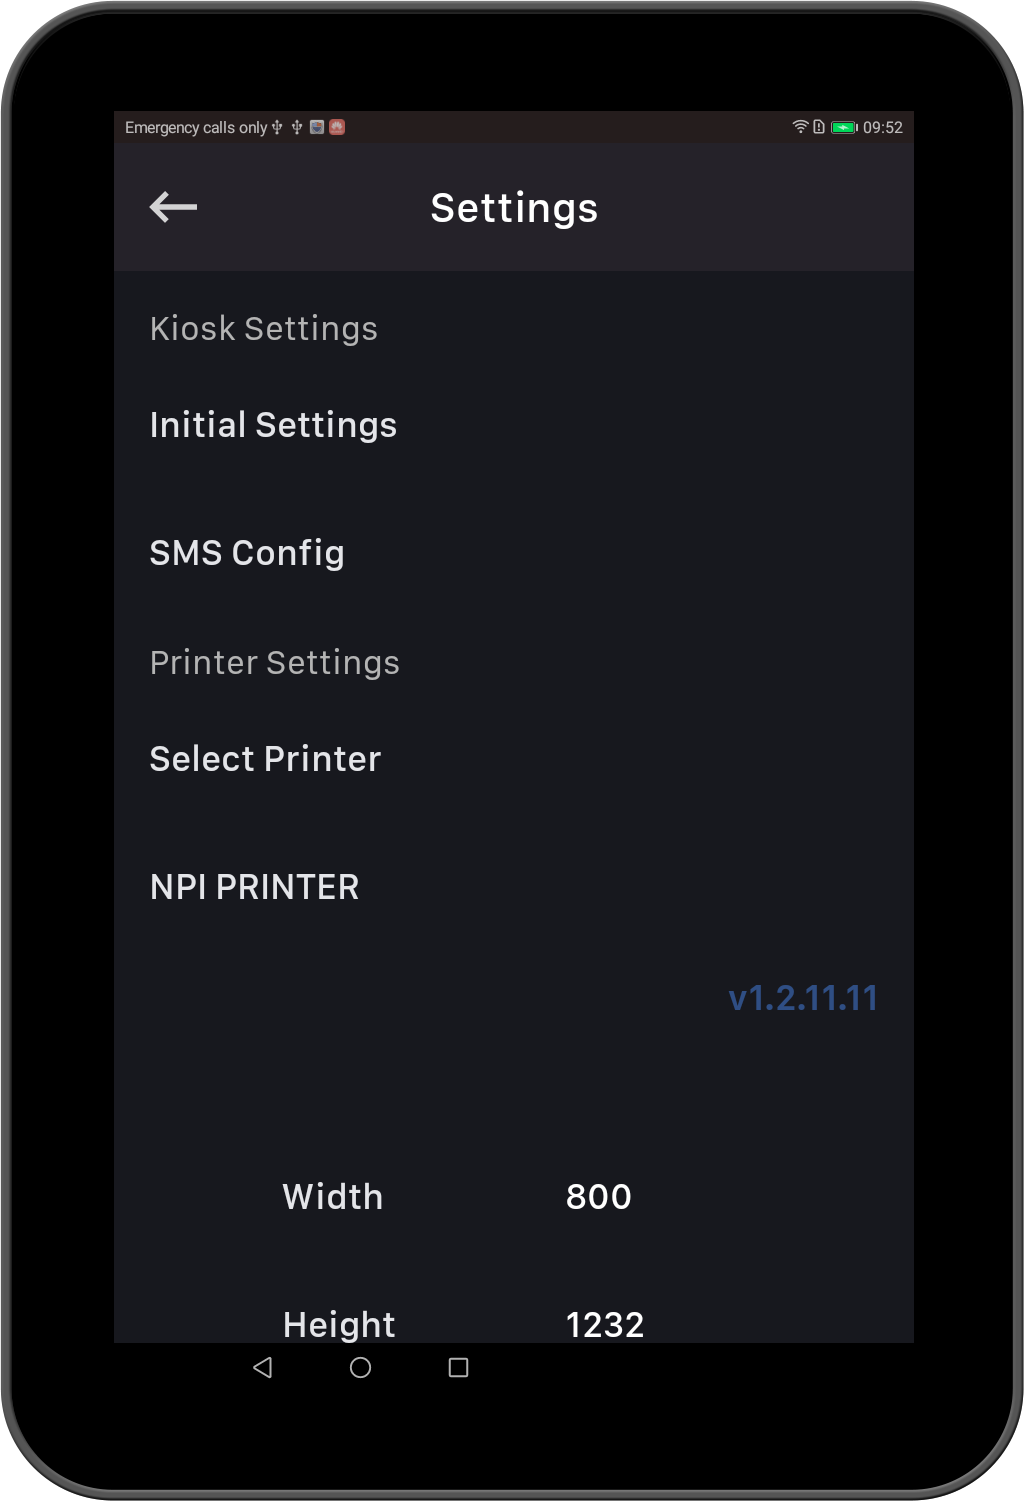 Emergency calls only 09:52
Settings
Kiosk Settings
Initial Settings
SMS Config
Printer Settings
Select Printer
NPI PRINTER
v1.2.11.11
Width 800
Height 1232